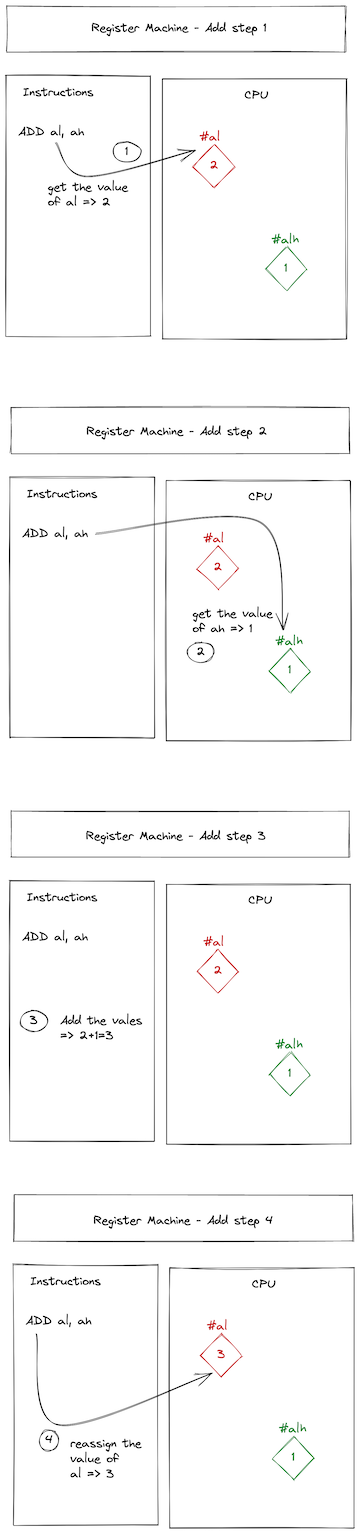 Register Machine - Add step 1
Instructions
CPU
ADD al, ah
1
#al
2
get the value
of al => 2
#alh
1
Register Machine - Add step 2
Instructions
CPU
ADD al, ah
#al
2
get the value
of ah => 1
2
#alh
1
Register Machine - Add step 3
Instructions
CPU
ADD al, ah
#al
2
3
Add the vales
=> 2+1=3
#alh
1
Register Machine - Add step 4
Instructions
CPU
ADD al, ah
#al
3
4
reassign the
value of
al => 3
#alh
1